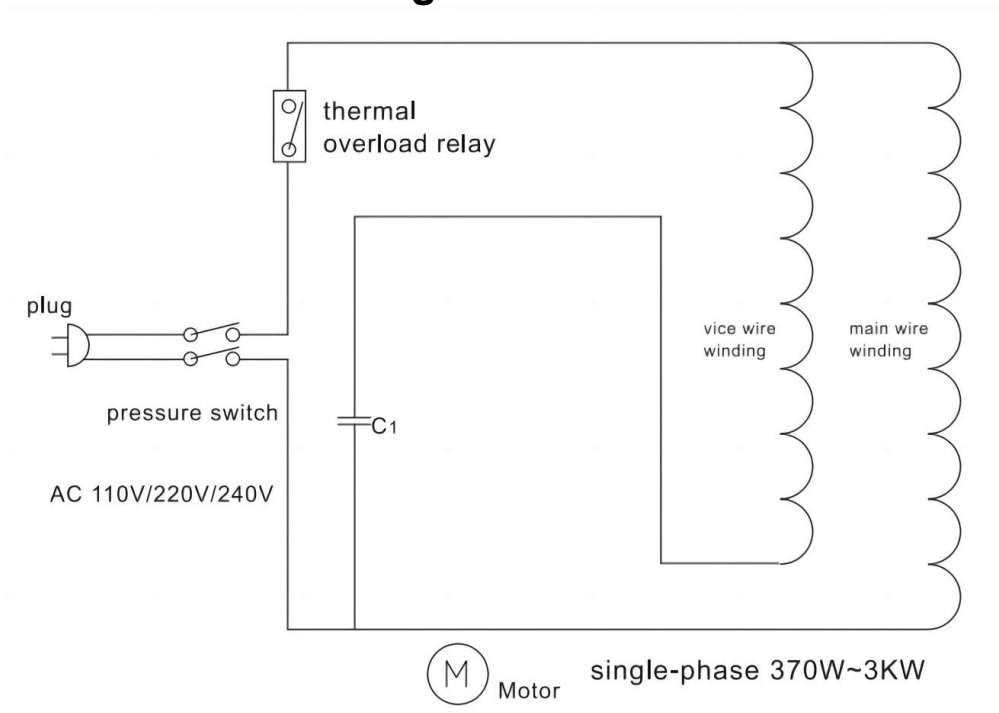 thermal
overload relay
plug
vice wire
winding
main wire
winding
pressure switch
C1
AC 110V/220V/240V
M
Motor
single-phase 370W~3KW